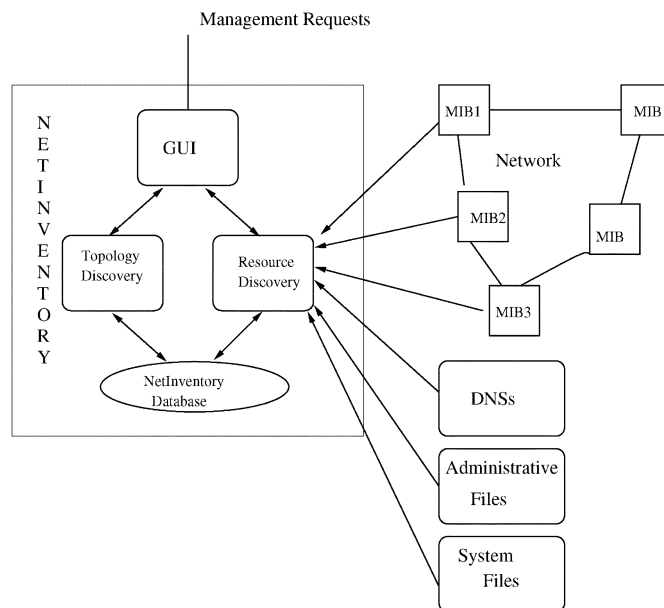 Management Requests
NETINVENTORY
GUI
Topology
Discovery
Resource
Discovery
NetInventory
Database
MIB1
MIB
Network
MIB2
MIB
MIB3
DNSs
Administrative
Files
System
Files